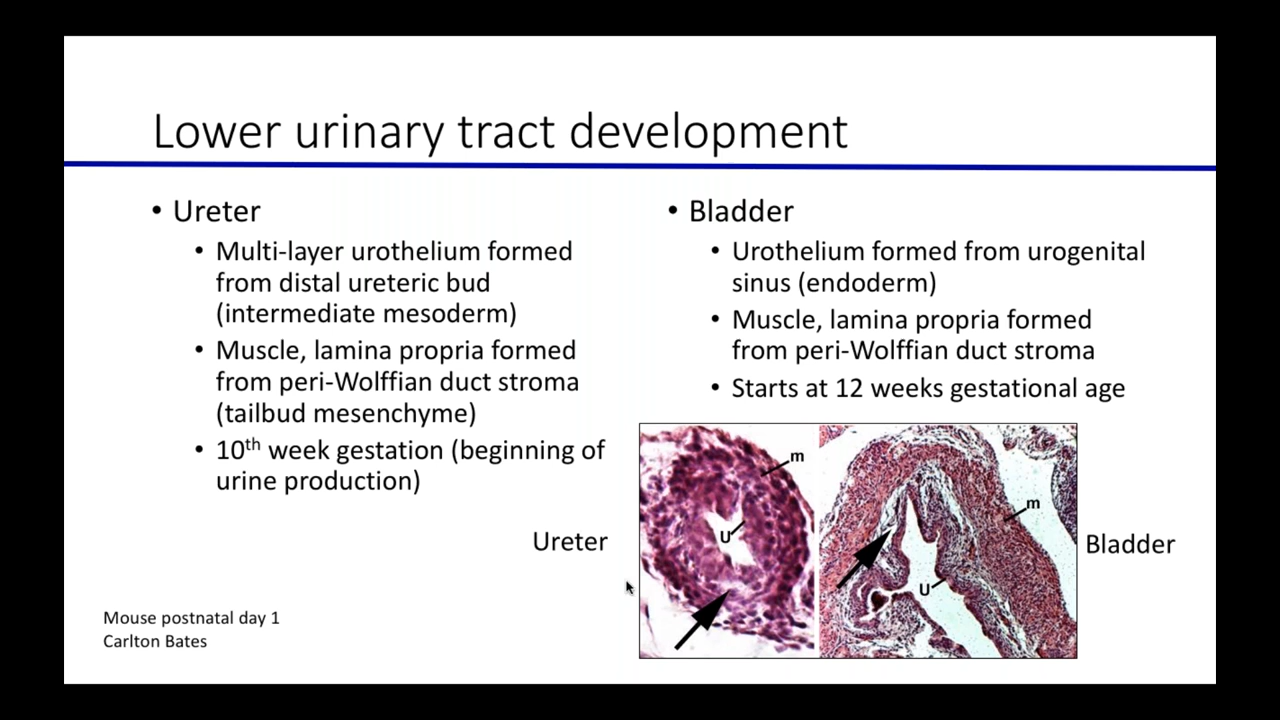 Lower urinary tract development
• Ureter
• Multi-layer urothelium formed
from distal ureteric bud
(intermediate mesoderm)
• Muscle, lamina propria formed
from peri-Wolffian duct stroma
(tailbud mesenchyme)
• 10th week gestation (beginning of
urine production)
• Bladder
• Urothelium formed from urogenital
sinus (endoderm)
• Muscle, lamina propria formed
from peri-Wolffian duct stroma
• Starts at 12 weeks gestational age
Ureter
m
U
m
U
Bladder
Mouse postnatal day 1
Carlton Bates